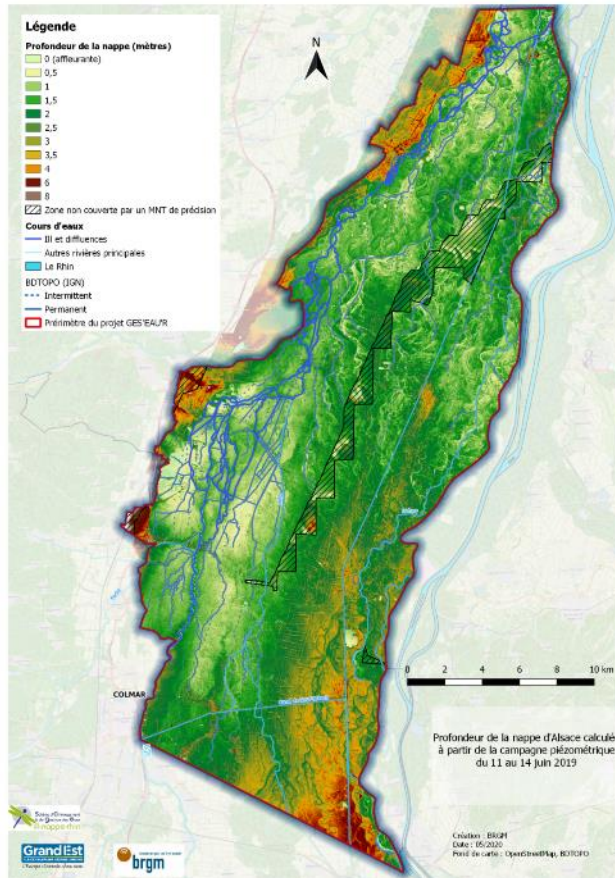 Légende
Profondeur de la nappe (mètres)
0 (affleurante)
0,5
1
1,5
2
2,5
3
3,5
4
6
8
Zone non couverte par un MNT de précision
Cours d'eaux
Ill et diffluences
Autres rivières principales
Le Rhin
BDTOPO (IGN)
Intermittent
Permanent
Prérimètre du projet GES'EAU'R
N
COLMAR
0 2 4 6 8 10 km
Profondeur de la nappe d'Alsace calculé
à partir de la campagne piézométrique
du 11 au 14 juin 2019
Création : BRGM
Date : 05/2020
Fond de carte : OpenStreetMap, BDTOPO
GrandEst
brgm